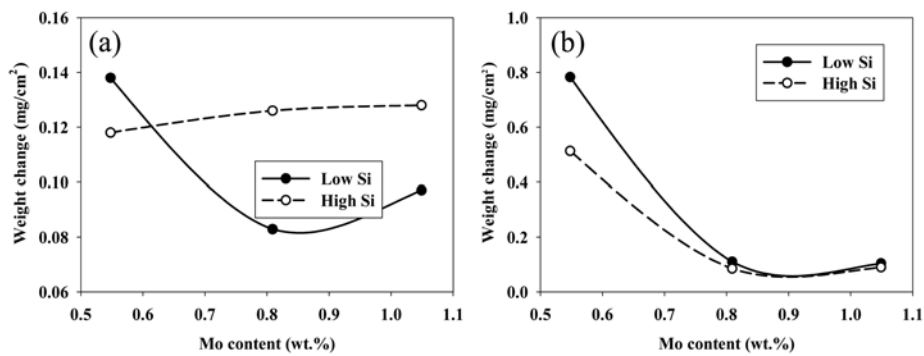 (a)
Weight change (mg/cm²)
0.16
0.14
0.12
0.10
0.08
0.06
Low Si
High Si
0.5 0.6 0.7 0.8 0.9 1.0 1.1
Mo content (wt.%)
(b)
Weight change (mg/cm²)
1.0
0.8
0.6
0.4
0.2
0.0
Low Si
High Si
0.5 0.6 0.7 0.8 0.9 1.0 1.1
Mo content (wt.%)